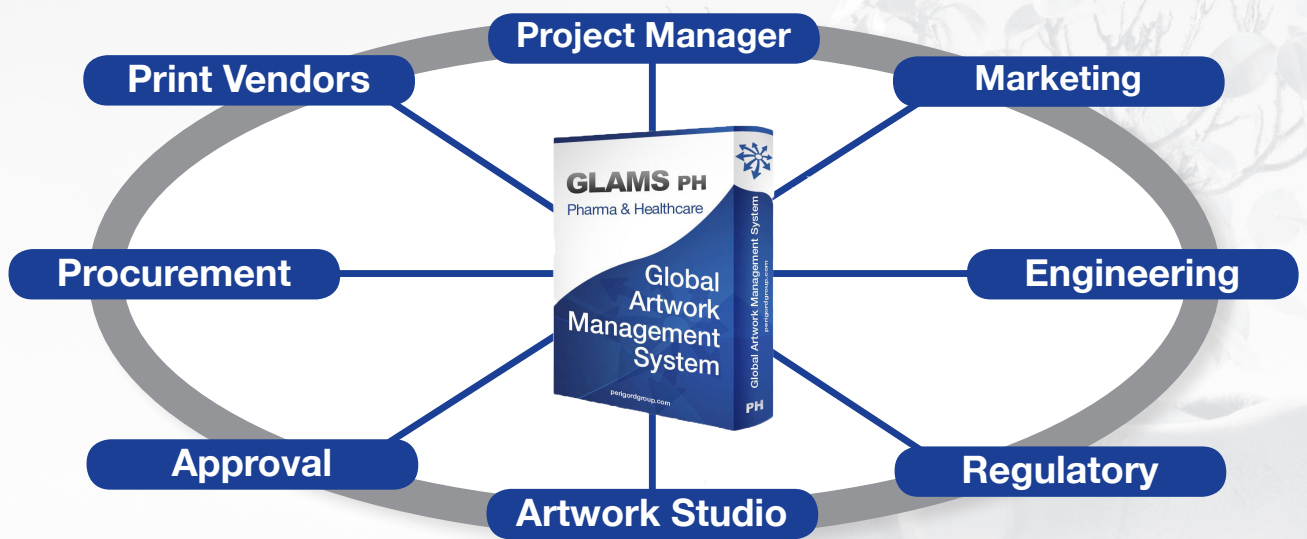 Project Manager
Print Vendors
Marketing
GLAMS PH
Pharma & Healthcare
Global
Artwork
Management
System
perigordgroup.com
Global Artwork Management System
perigordgroup.com
PH
Procurement
Engineering
Approval
Regulatory
Artwork Studio